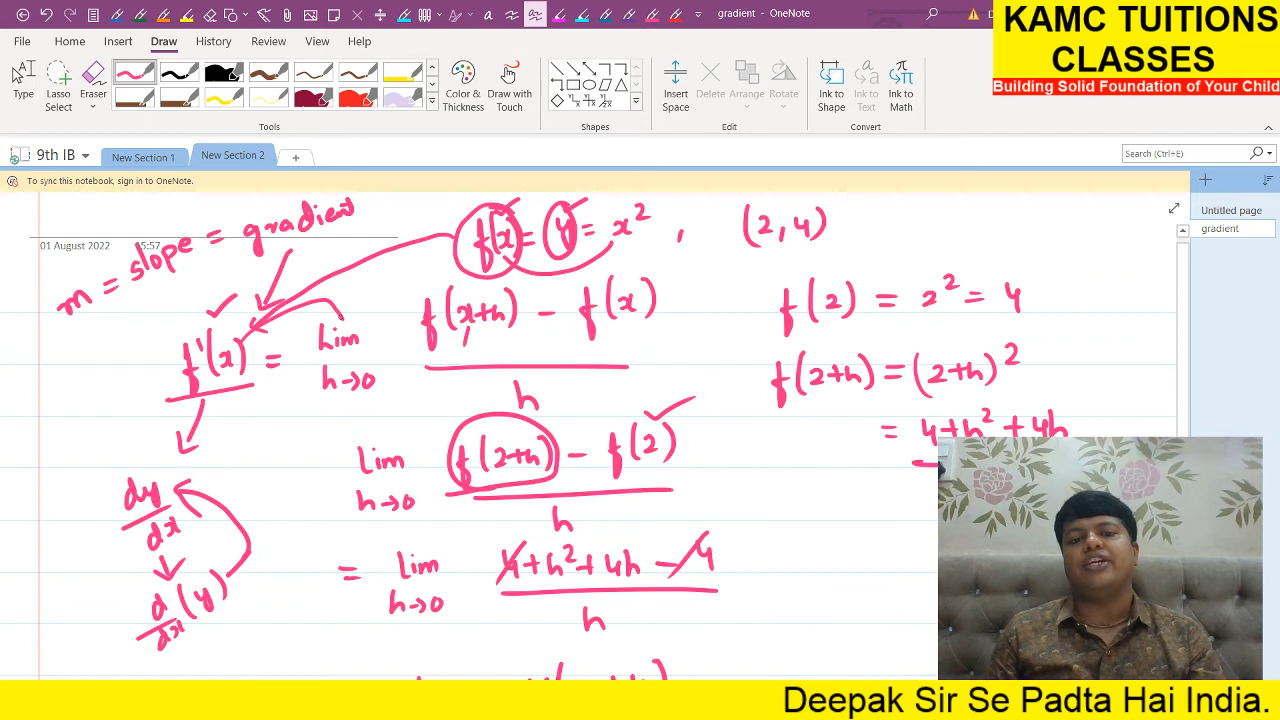 gradient - OneNote
KAMC TUITIONS
CLASSES
Building Solid Foundation of Your Child
File Home Insert Draw History Review View Help
Type
Lasso Select
Eraser
Color & Thickness
Draw with Touch
Insert Space
Delete
Arrange
Rotate
Ink to Shape
Ink to Text
Ink to Math
Tools Shapes Edit Convert
9th IB New Section 1 New Section 2 +
Search (Ctrl+E)
To sync this notebook, sign in to OneNote.
Untitled page
gradient
01 August 2022 15:57
m = slope = gradient
f(x) = y = x², (2,4)
f(2) = 2² = 4
f'(x) = Lim h→0 f(x+h) - f(x) / h
f(2+h) = (2+h)²
= 4+h²+4h
Lim h→0 f(2+h) - f(2) / h
dy/dx
d/dx (y)
= Lim h→0 4+h²+4h - 4 / h
Deepak Sir Se Padta Hai India.